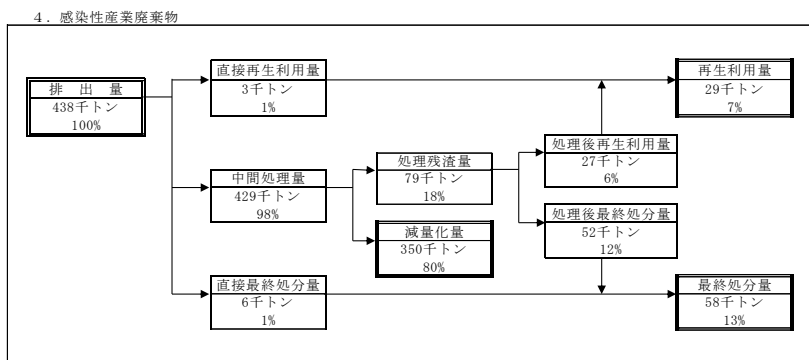 4．感染性産業廃棄物
排　出　量
438千トン
100%
直接再生利用量
3千トン
1%
再生利用量
29千トン
7%
中間処理量
429千トン
98%
処理残渣量
79千トン
18%
処理後再生利用量
27千トン
6%
減量化量
350千トン
80%
処理後最終処分量
52千トン
12%
直接最終処分量
6千トン
1%
最終処分量
58千トン
13%